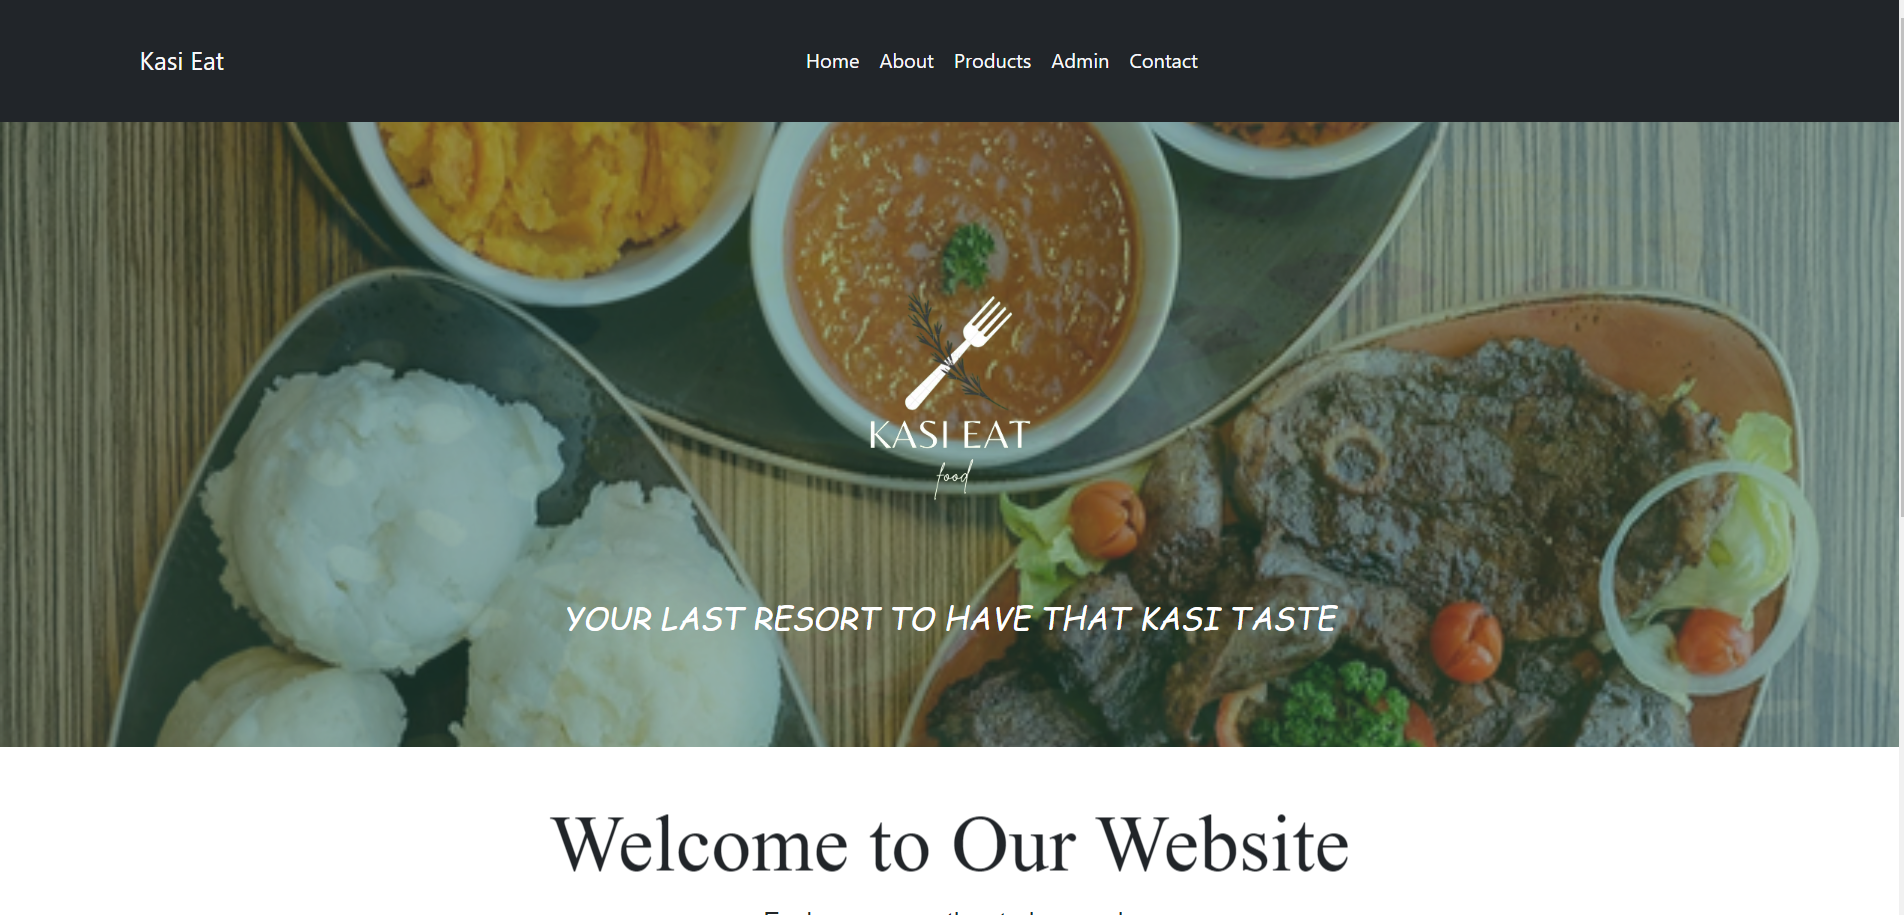 Kasi Eat
Home About Products Admin Contact
KASI EAT
food
YOUR LAST RESORT TO HAVE THAT KASI TASTE
Welcome to Our Website